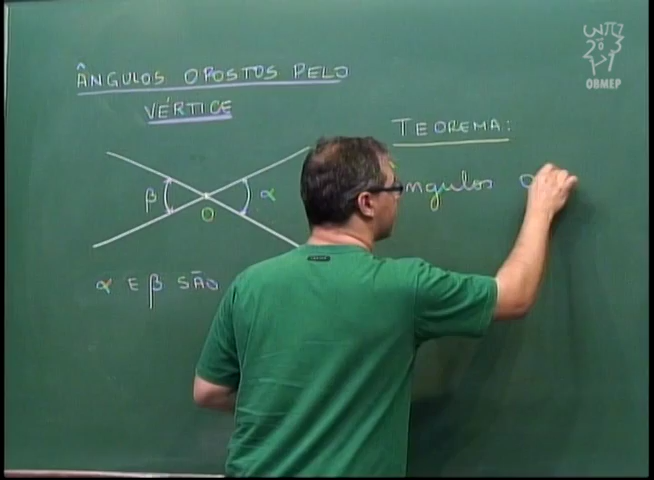 ÂNGULOS OPOSTOS PELO
VÉRTICE
β
O
α
α E β SÃO
TEOREMA:
ngulos
OBMEP